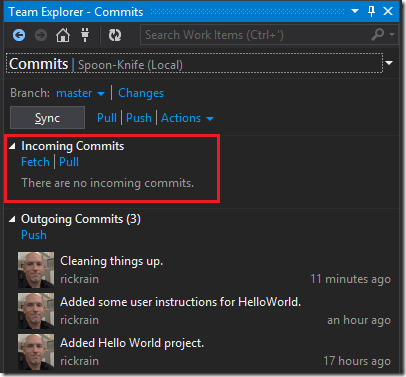 Team Explorer - Commits
Search Work Items (Ctrl+')
Commits | Spoon-Knife (Local)
Branch: master | Changes
Sync Pull | Push | Actions
Incoming Commits
Fetch | Pull
There are no incoming commits.
Outgoing Commits (3)
Push
Cleaning things up.
rickrain 11 minutes ago
Added some user instructions for HelloWorld.
rickrain an hour ago
Added Hello World project.
rickrain 17 hours ago